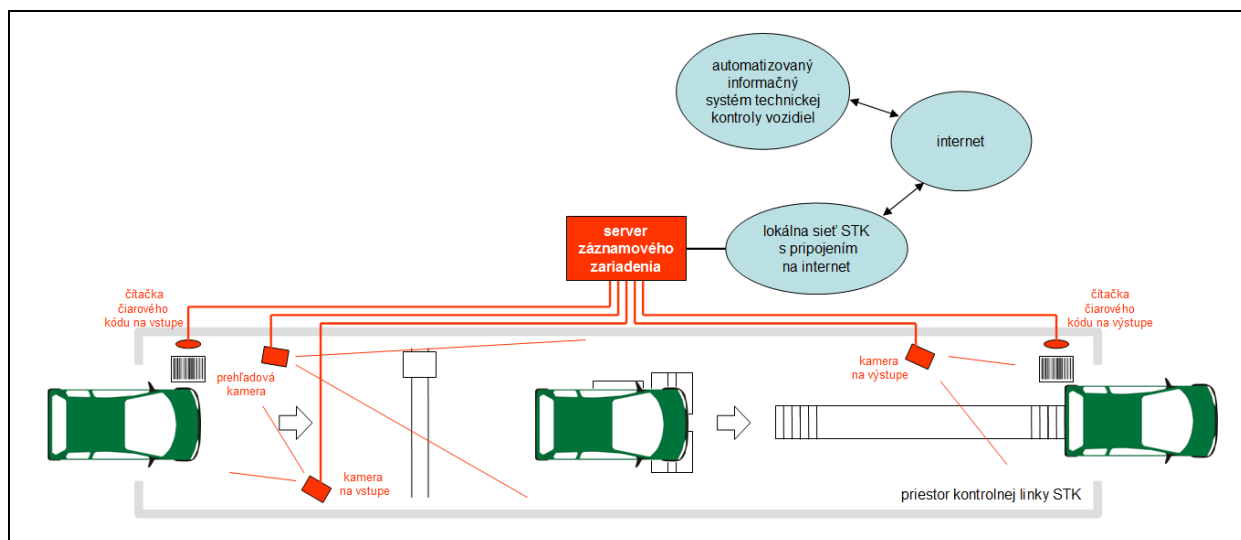 automatizovaný
informačný
systém technickej
kontroly vozidiel
internet
server
záznamového
zariadenia
lokálna sieť STK
s pripojením
na internet
čítačka
čiarového
kódu na vstupe
čítačka
čiarového
kódu na výstupe
prehľadová
kamera
kamera
na výstupe
kamera
na vstupe
priestor kontrolnej linky STK